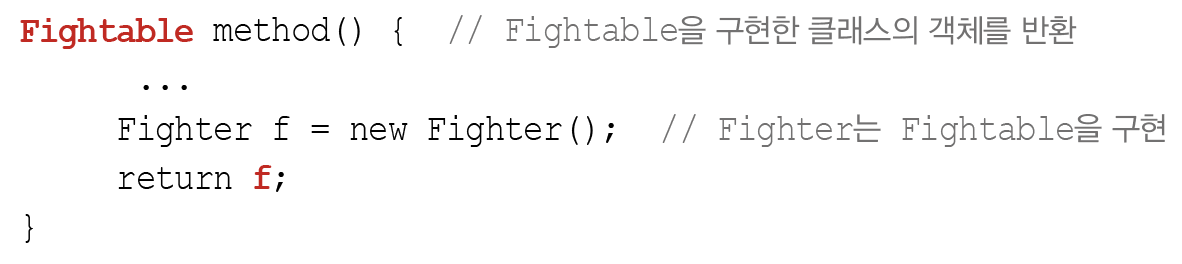 Fightable method() {  // Fightable을 구현한 클래스의 객체를 반환
...
Fighter f = new Fighter();  // Fighter는 Fightable을 구현
return f;
}